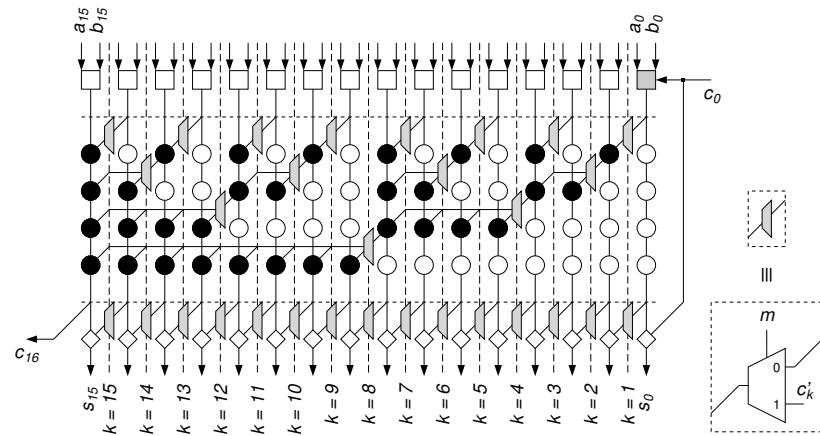 a15 b15 a0 b0
c0
c16
s15 k = 15 k = 14 k = 13 k = 12 k = 11 k = 10 k = 9 k = 8 k = 7 k = 6 k = 5 k = 4 k = 3 k = 2 k = 1 s0
m
0
c'k
1